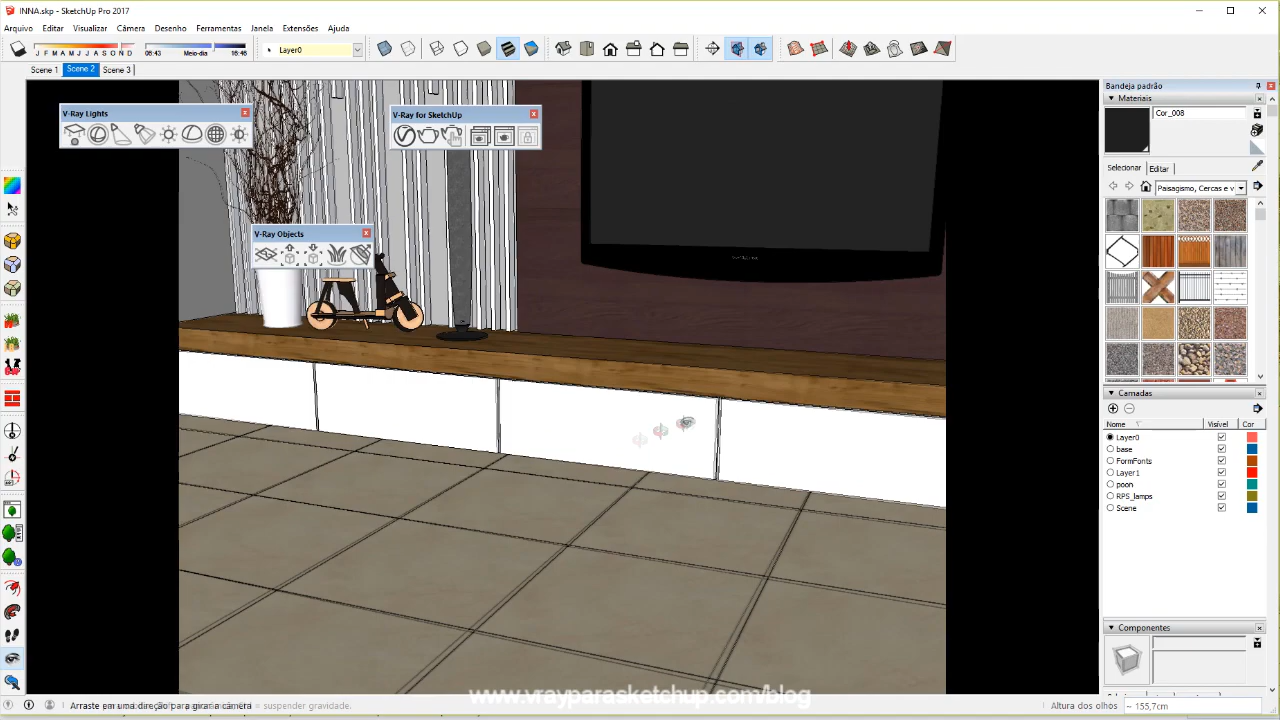 INNA.skp - SketchUp Pro 2017
Arquivo Editar Visualizar Câmera Desenho Ferramentas Janela Extensões Ajuda
J F M A M J J A S O N D 06:43 Meio-dia 16:46 Layer0
Scene 1 Scene 2 Scene 3
Bandeja padrão
Materiais
Cor_008
Selecionar Editar
Paisagismo, Cercas e v
V-Ray Lights
V-Ray for SketchUp
V-Ray Objects
Camadas
Nome Visível Cor
Layer0
base
FormFonts
Layer1
poon
RPS_lamps
Scene
Componentes
www.vrayparasketchup.com/blog
Arraste em uma direção para girar a câmera = suspender gravidade.
Altura dos olhos ~ 155,7cm